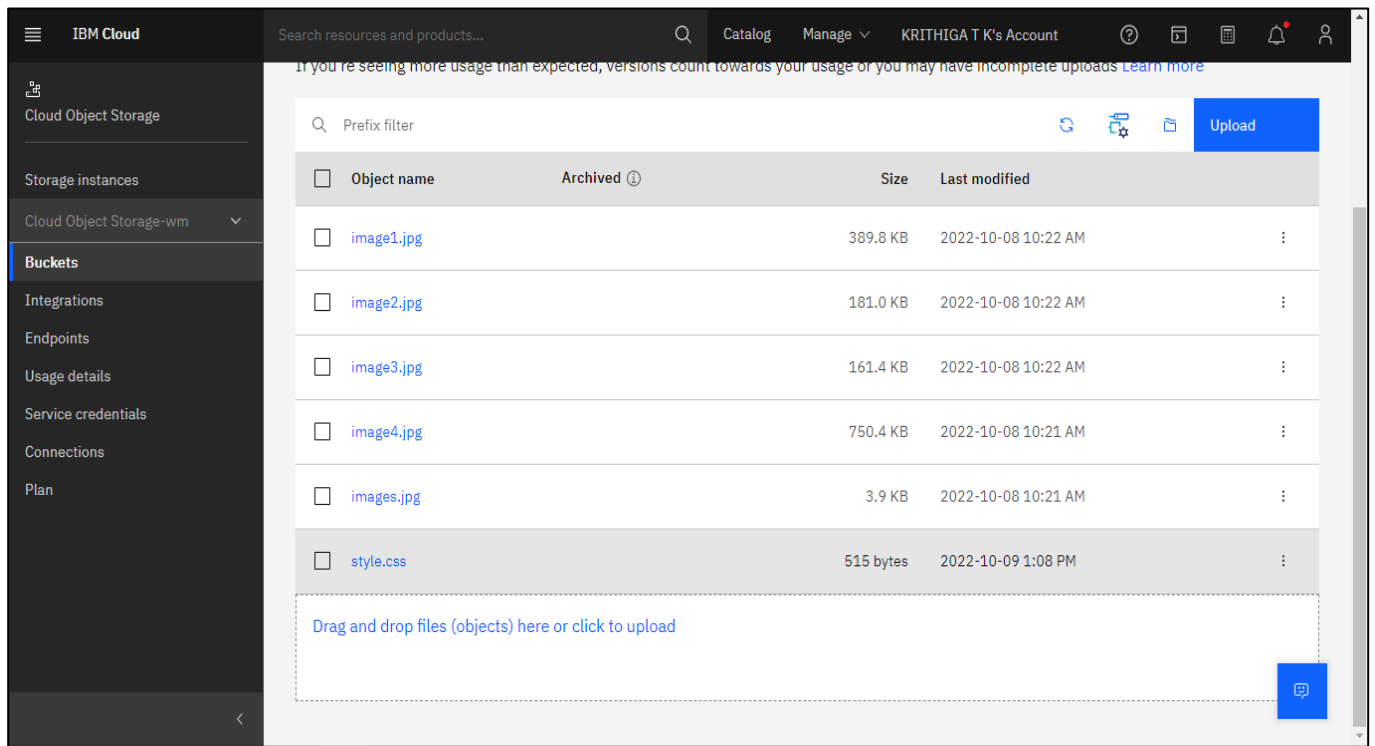 IBM Cloud
Search resources and products...
Catalog
Manage
KRITHIGA T K's Account
If you're seeing more usage than expected, versions count towards your usage or you may have incomplete uploads Learn more
Cloud Object Storage
Storage instances
Cloud Object Storage-wm
Buckets
Integrations
Endpoints
Usage details
Service credentials
Connections
Plan
Prefix filter
Upload
Object name Archived Size Last modified
image1.jpg 389.8 KB 2022-10-08 10:22 AM
image2.jpg 181.0 KB 2022-10-08 10:22 AM
image3.jpg 161.4 KB 2022-10-08 10:22 AM
image4.jpg 750.4 KB 2022-10-08 10:21 AM
images.jpg 3.9 KB 2022-10-08 10:21 AM
style.css 515 bytes 2022-10-09 1:08 PM
Drag and drop files (objects) here or click to upload